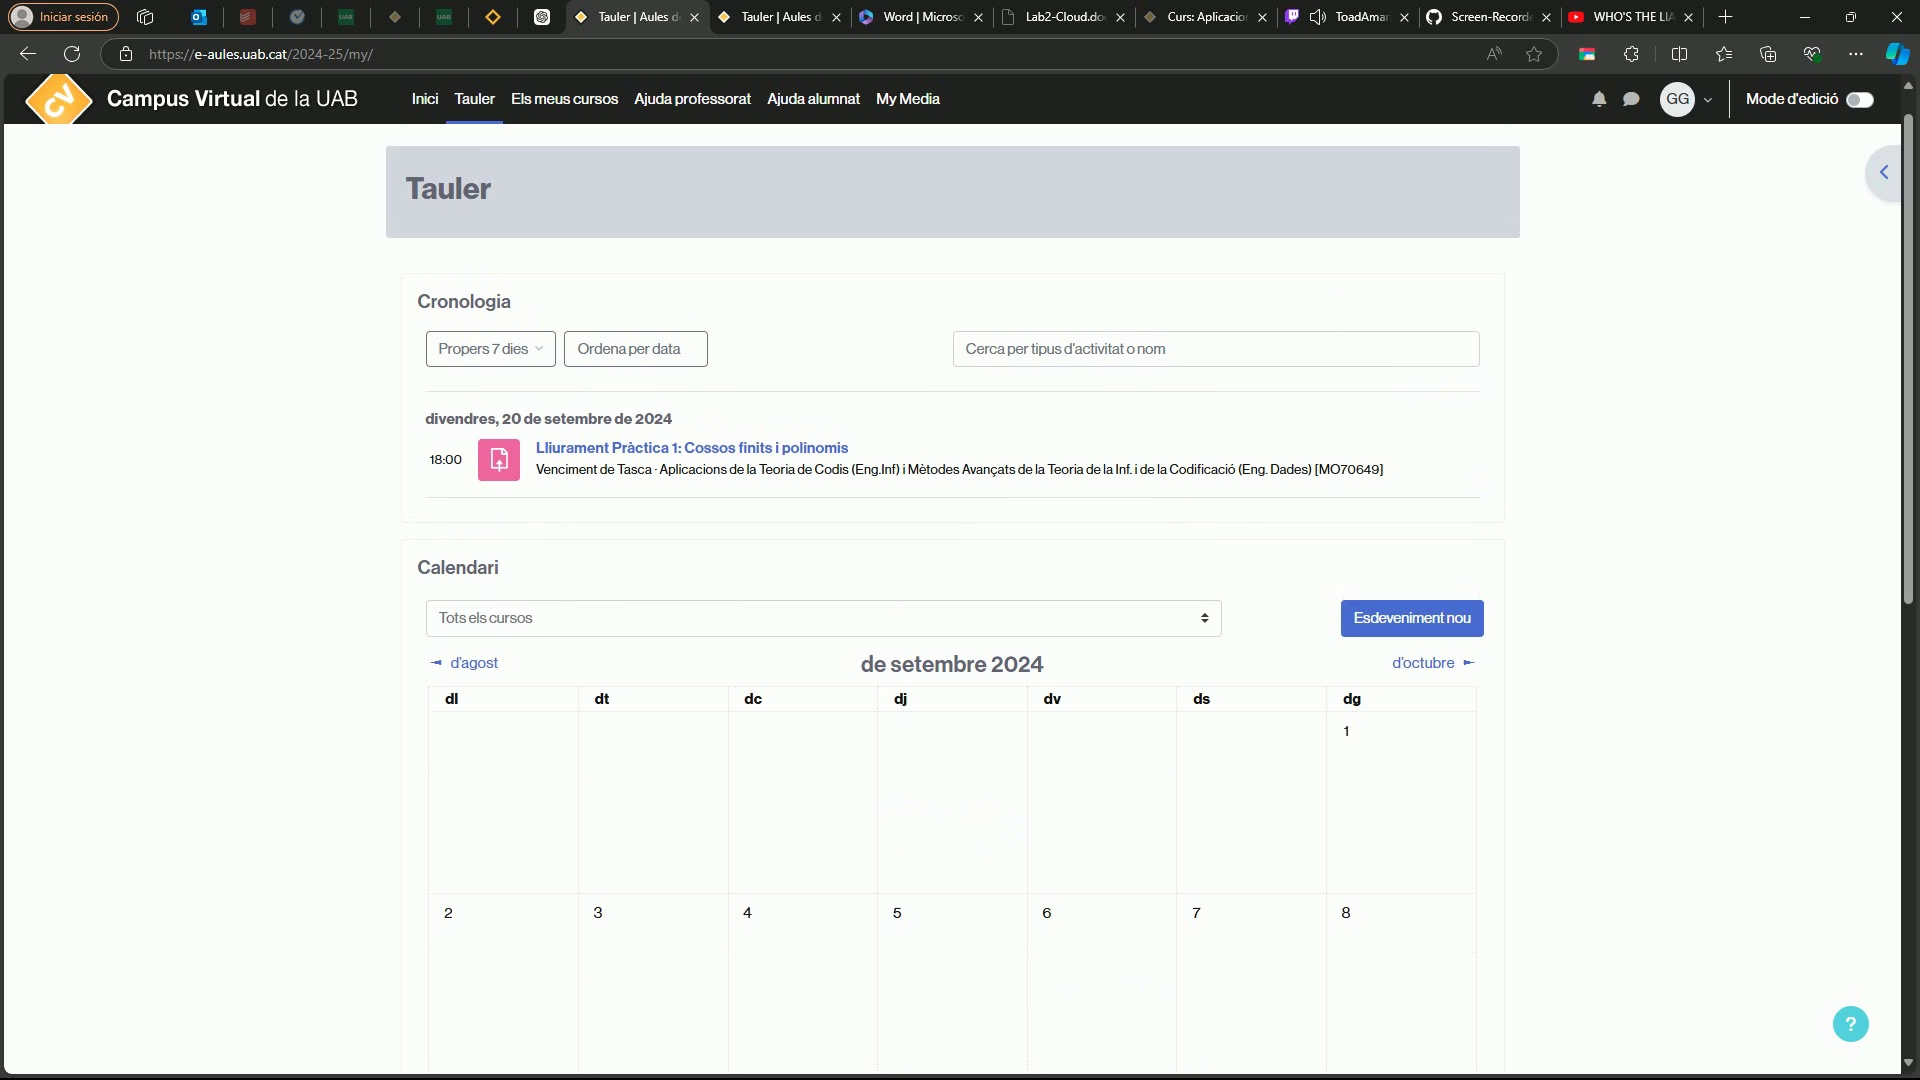 Iniciar sesión
Tauler | Aules d
Tauler | Aules d
Word | Microso
Lab2-Cloud.do
Curs: Aplicacion
ToadAmar
Screen-Record
WHO'S THE LIA
https://e-aules.uab.cat/2024-25/my/
CV
Campus Virtual de la UAB
Inici
Tauler
Els meus cursos
Ajuda professorat
Ajuda alumnat
My Media
GG
Mode d'edició
Tauler
Cronologia
Propers 7 dies
Ordena per data
Cerca per tipus d'activitat o nom
divendres, 20 de setembre de 2024
18:00
Lliurament Pràctica 1: Cossos finits i polinomis
Venciment de Tasca · Aplicacions de la Teoria de Codis (Eng.Inf) i Mètodes Avançats de la Teoria de la Inf. i de la Codificació (Eng. Dades) [MO70649]
Calendari
Tots els cursos
Esdeveniment nou
◄ d'agost
de setembre 2024
d'octubre ►
dl dt dc dj dv ds dg
1
2 3 4 5 6 7 8
?